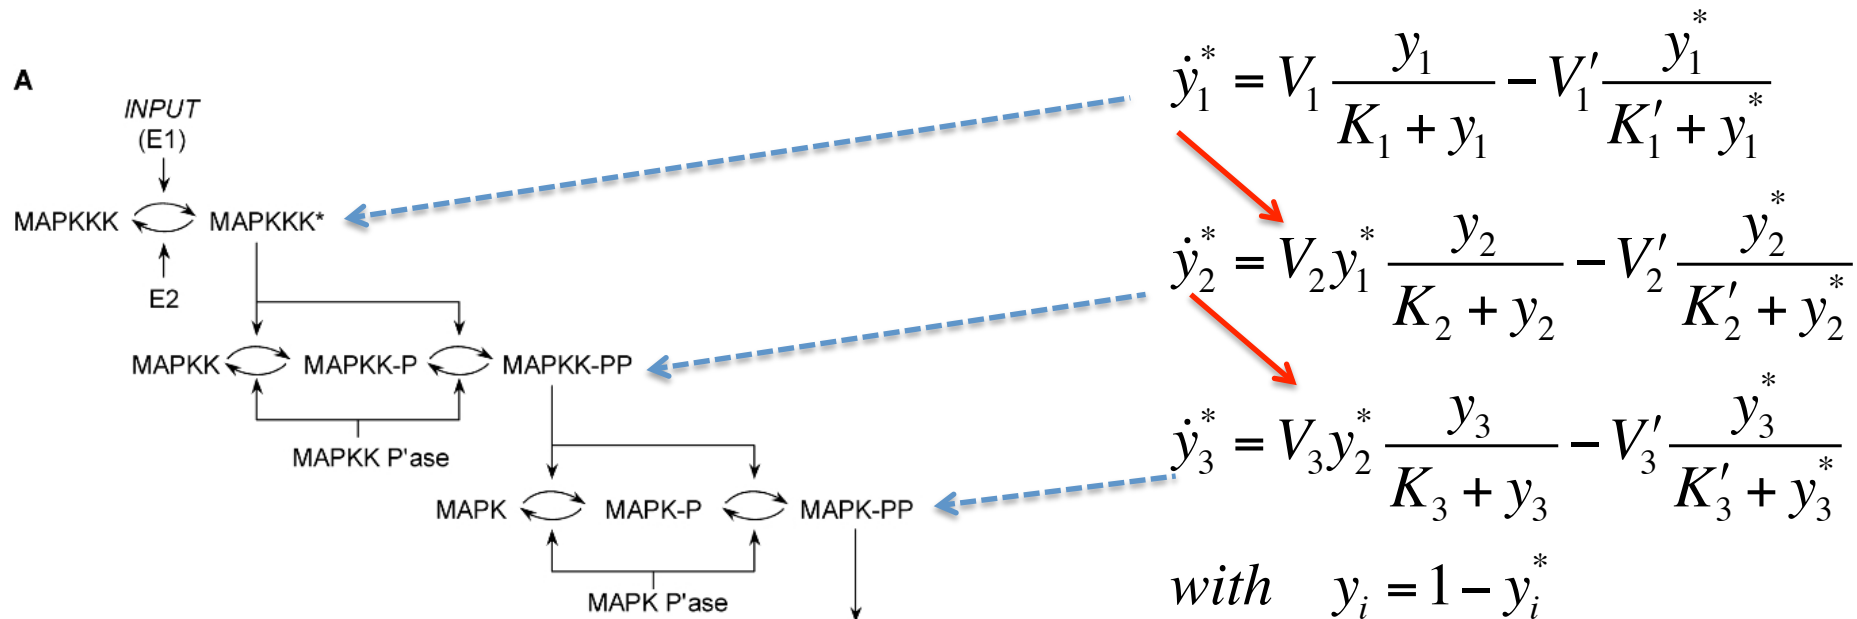 A
INPUT
(E1)
MAPKKK MAPKKK*
E2
MAPKK MAPKK-P MAPKK-PP
MAPKK P'ase
MAPK MAPK-P MAPK-PP
MAPK P'ase
ẏ₁* = V₁ y₁ / (K₁ + y₁) − V₁′ y₁* / (K₁′ + y₁*)
ẏ₂* = V₂y₁* y₂ / (K₂ + y₂) − V₂′ y₂* / (K₂′ + y₂*)
ẏ₃* = V₃y₂* y₃ / (K₃ + y₃) − V₃′ y₃* / (K₃′ + y₃*)
with yᵢ = 1 − yᵢ*